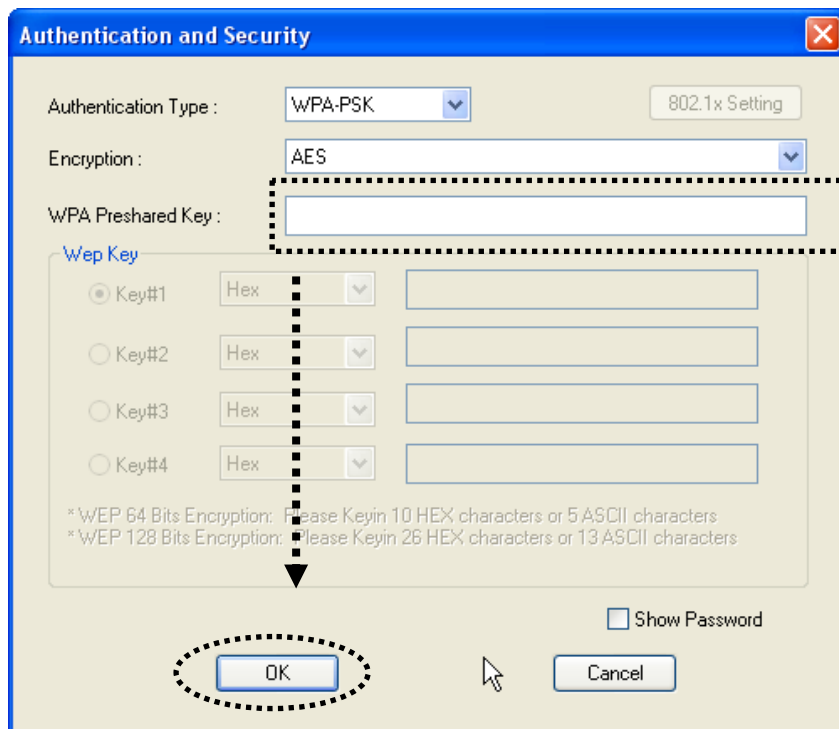 Authentication and Security
Authentication Type : WPA-PSK 802.1x Setting
Encryption : AES
WPA Preshared Key :
Wep Key
Key#1 Hex
Key#2 Hex
Key#3 Hex
Key#4 Hex
* WEP 64 Bits Encryption: Please Keyin 10 HEX characters or 5 ASCII characters
* WEP 128 Bits Encryption: Please Keyin 26 HEX characters or 13 ASCII characters
Show Password
OK Cancel